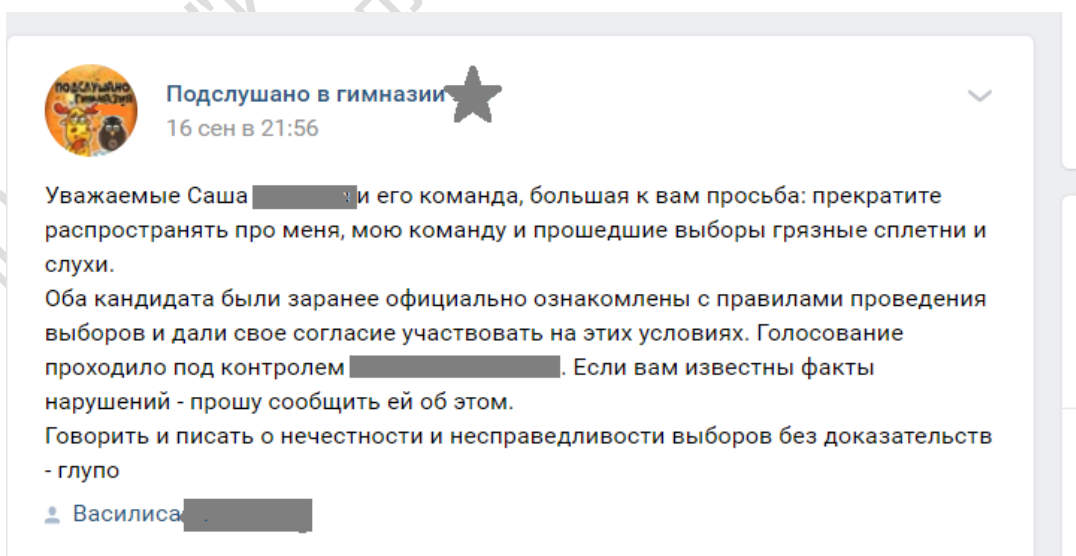 ПОДСЛУШАНО
ГИМНАЗИЯ
Подслушано в гимназии
16 сен в 21:56
Уважаемые Саша и его команда, большая к вам просьба: прекратите
распространять про меня, мою команду и прошедшие выборы грязные сплетни и
слухи.
Оба кандидата были заранее официально ознакомлены с правилами проведения
выборов и дали свое согласие участвовать на этих условиях. Голосование
проходило под контролем . Если вам известны факты
нарушений - прошу сообщить ей об этом.
Говорить и писать о нечестности и несправедливости выборов без доказательств
- глупо
Василиса